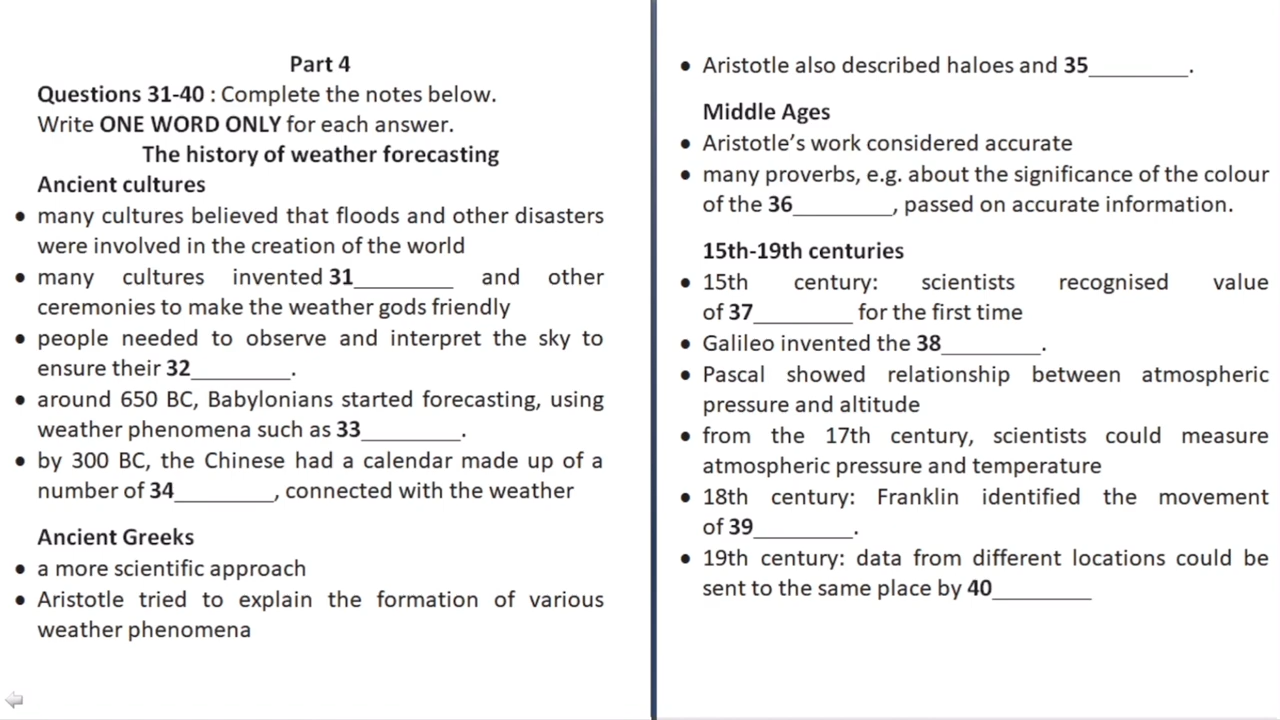 Part 4
Questions 31-40 : Complete the notes below.
Write ONE WORD ONLY for each answer.
The history of weather forecasting
Ancient cultures
• many cultures believed that floods and other disasters
were involved in the creation of the world
• many cultures invented 31_________ and other
ceremonies to make the weather gods friendly
• people needed to observe and interpret the sky to
ensure their 32_________.
• around 650 BC, Babylonians started forecasting, using
weather phenomena such as 33_________.
• by 300 BC, the Chinese had a calendar made up of a
number of 34_________, connected with the weather
Ancient Greeks
• a more scientific approach
• Aristotle tried to explain the formation of various
weather phenomena
• Aristotle also described haloes and 35_________.
Middle Ages
• Aristotle’s work considered accurate
• many proverbs, e.g. about the significance of the colour
of the 36_________, passed on accurate information.
15th-19th centuries
• 15th century: scientists recognised value
of 37_________ for the first time
• Galileo invented the 38_________.
• Pascal showed relationship between atmospheric
pressure and altitude
• from the 17th century, scientists could measure
atmospheric pressure and temperature
• 18th century: Franklin identified the movement
of 39_________.
• 19th century: data from different locations could be
sent to the same place by 40_________